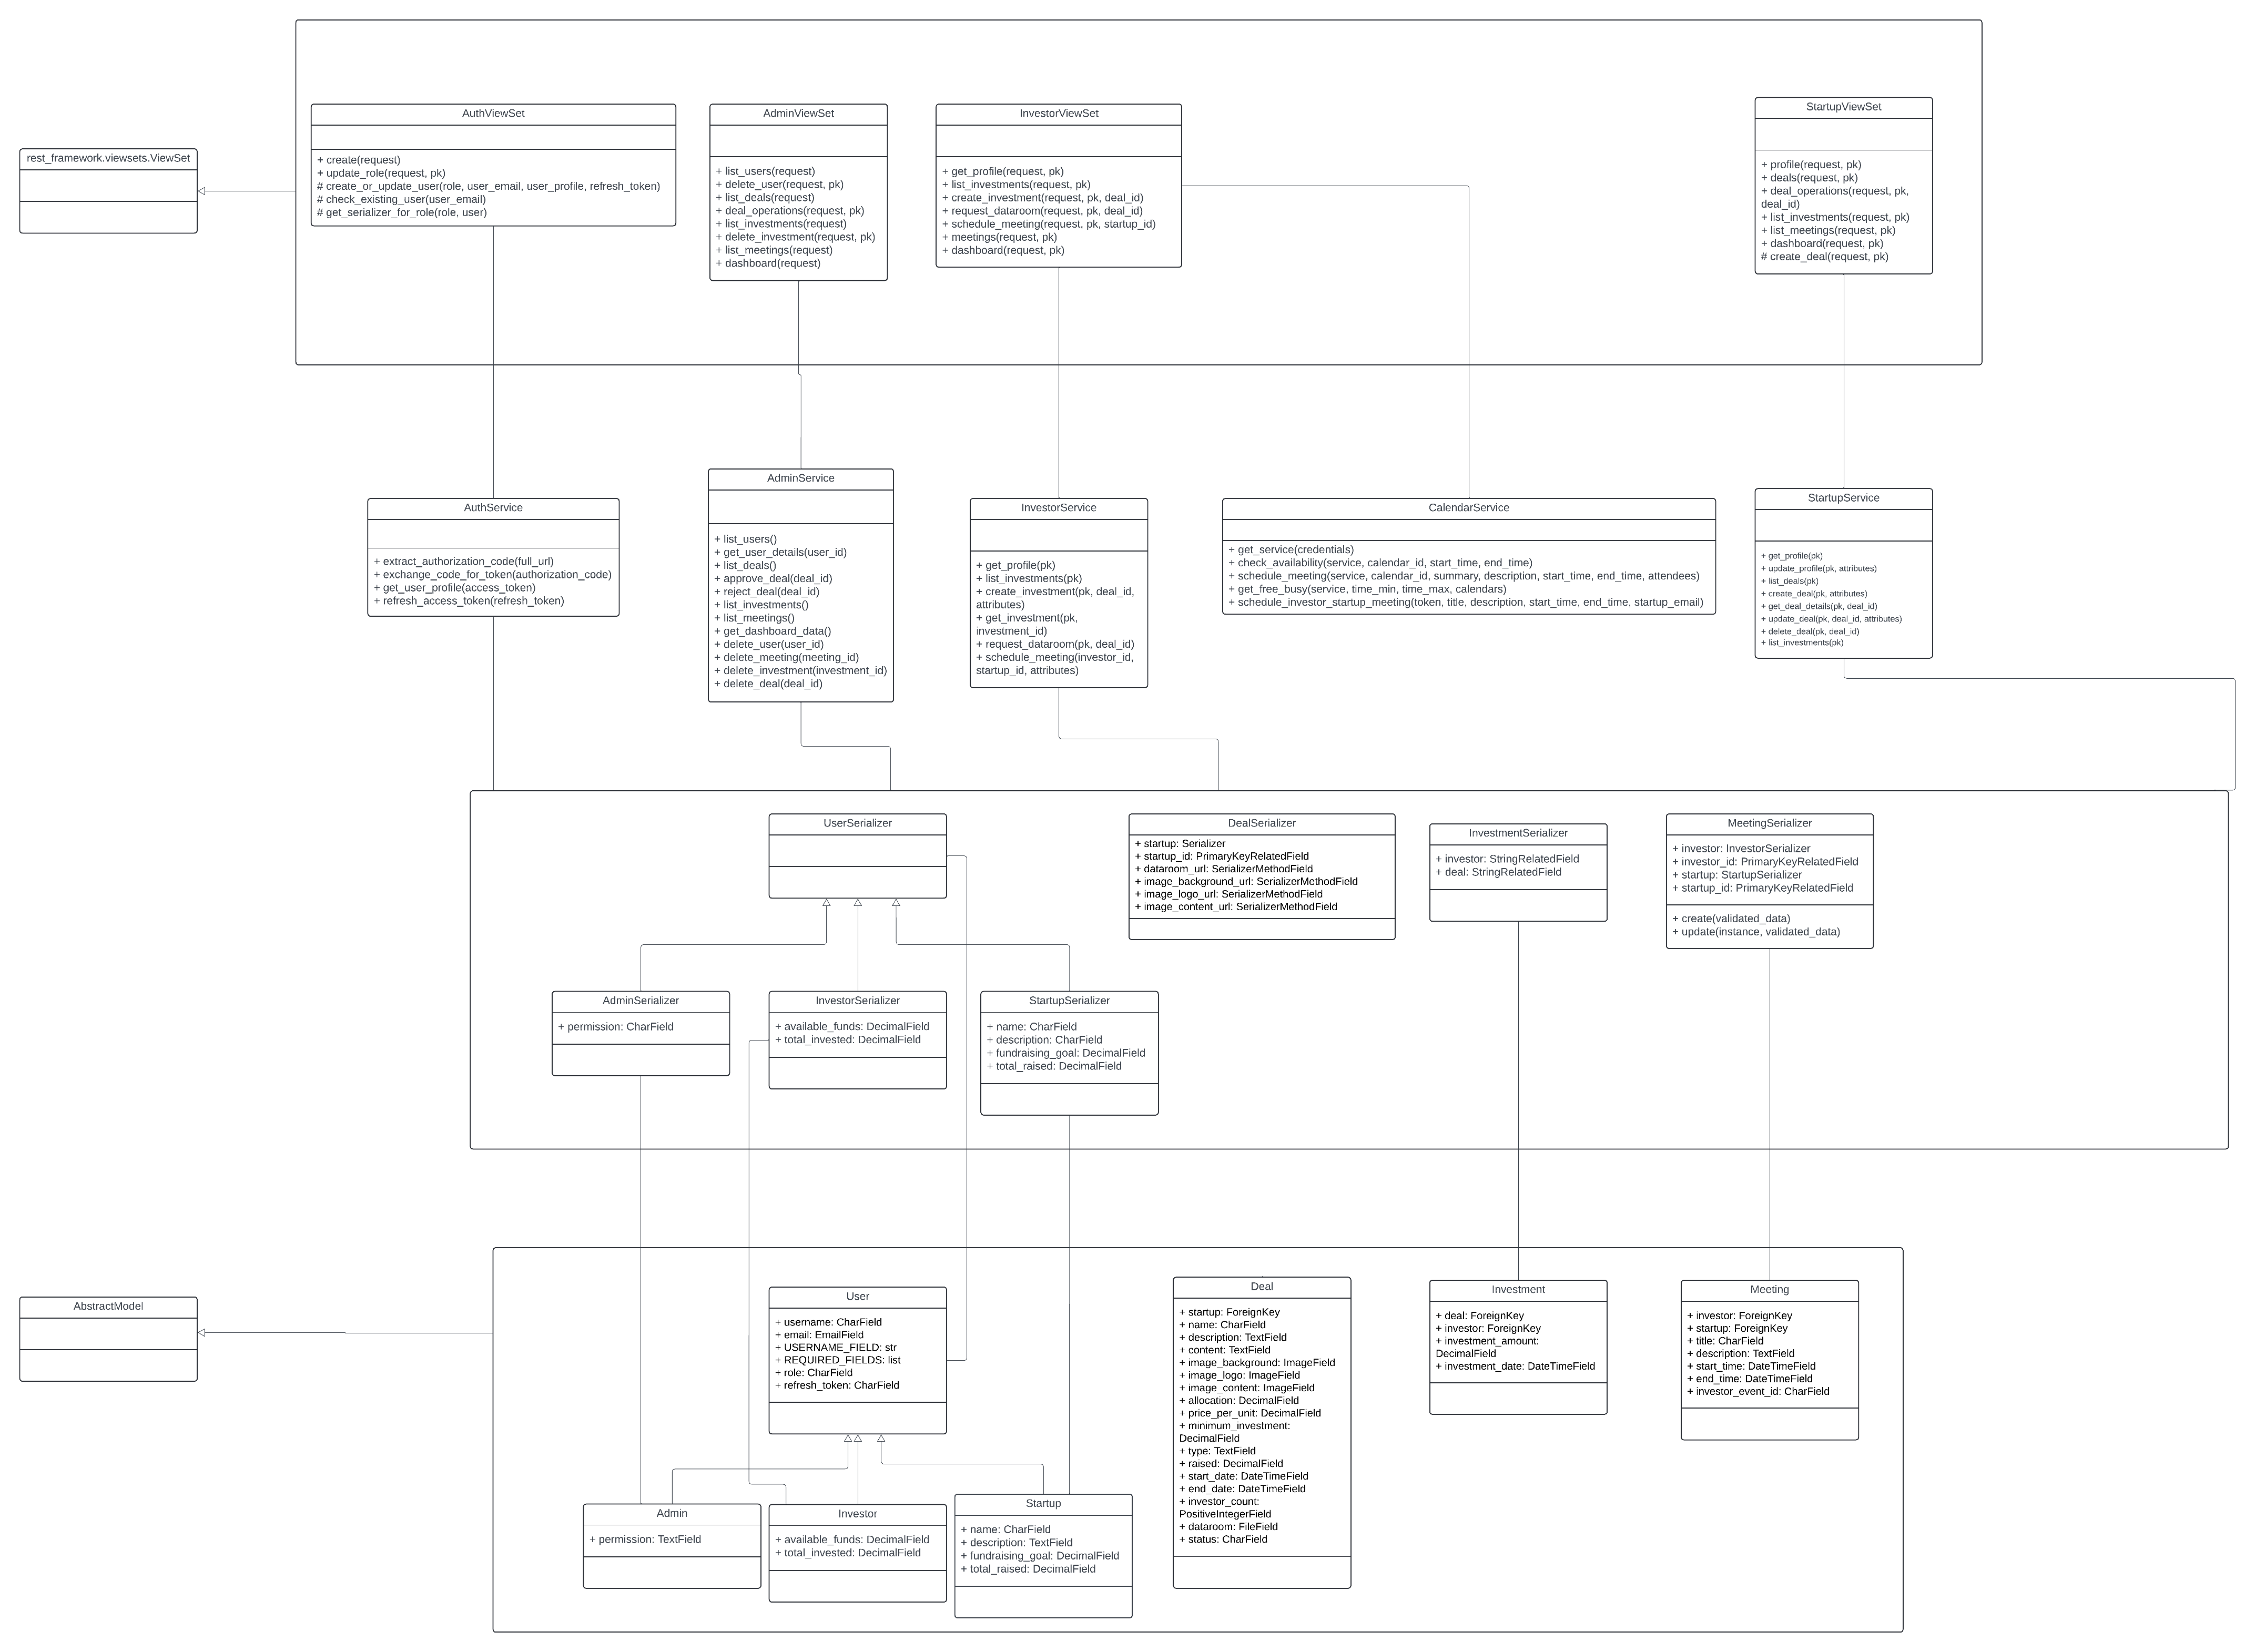 rest_framework.viewsets.ViewSet
AuthViewSet
+ create(request)
+ update_role(request, pk)
# create_or_update_user(role, user_email, user_profile, refresh_token)
# check_existing_user(user_email)
# get_serializer_for_role(role, user)
AdminViewSet
+ list_users(request)
+ delete_user(request, pk)
+ list_deals(request)
+ deal_operations(request, pk)
+ list_investments(request)
+ delete_investment(request, pk)
+ list_meetings(request)
+ dashboard(request)
InvestorViewSet
+ get_profile(request, pk)
+ list_investments(request, pk)
+ create_investment(request, pk, deal_id)
+ request_dataroom(request, pk, deal_id)
+ schedule_meeting(request, pk, startup_id)
+ meetings(request, pk)
+ dashboard(request, pk)
StartupViewSet
+ profile(request, pk)
+ deals(request, pk)
+ deal_operations(request, pk,
deal_id)
+ list_investments(request, pk)
+ list_meetings(request, pk)
+ dashboard(request, pk)
# create_deal(request, pk)
AuthService
+ extract_authorization_code(full_url)
+ exchange_code_for_token(authorization_code)
+ get_user_profile(access_token)
+ refresh_access_token(refresh_token)
AdminService
+ list_users()
+ get_user_details(user_id)
+ list_deals()
+ approve_deal(deal_id)
+ reject_deal(deal_id)
+ list_investments()
+ list_meetings()
+ get_dashboard_data()
+ delete_user(user_id)
+ delete_meeting(meeting_id)
+ delete_investment(investment_id)
+ delete_deal(deal_id)
InvestorService
+ get_profile(pk)
+ list_investments(pk)
+ create_investment(pk, deal_id,
attributes)
+ get_investment(pk,
investment_id)
+ request_dataroom(pk, deal_id)
+ schedule_meeting(investor_id,
startup_id, attributes)
CalendarService
+ get_service(credentials)
+ check_availability(service, calendar_id, start_time, end_time)
+ schedule_meeting(service, calendar_id, summary, description, start_time, end_time, attendees)
+ get_free_busy(service, time_min, time_max, calendars)
+ schedule_investor_startup_meeting(token, title, description, start_time, end_time, startup_email)
StartupService
+ get_profile(pk)
+ update_profile(pk, attributes)
+ list_deals(pk)
+ create_deal(pk, attributes)
+ get_deal_details(pk, deal_id)
+ update_deal(pk, deal_id, attributes)
+ delete_deal(pk, deal_id)
+ list_investments(pk)
UserSerializer
DealSerializer
+ startup: Serializer
+ startup_id: PrimaryKeyRelatedField
+ dataroom_url: SerializerMethodField
+ image_background_url: SerializerMethodField
+ image_logo_url: SerializerMethodField
+ image_content_url: SerializerMethodField
InvestmentSerializer
+ investor: StringRelatedField
+ deal: StringRelatedField
MeetingSerializer
+ investor: InvestorSerializer
+ investor_id: PrimaryKeyRelatedField
+ startup: StartupSerializer
+ startup_id: PrimaryKeyRelatedField
+ create(validated_data)
+ update(instance, validated_data)
AdminSerializer
+ permission: CharField
InvestorSerializer
+ available_funds: DecimalField
+ total_invested: DecimalField
StartupSerializer
+ name: CharField
+ description: CharField
+ fundraising_goal: DecimalField
+ total_raised: DecimalField
AbstractModel
User
+ username: CharField
+ email: EmailField
+ USERNAME_FIELD: str
+ REQUIRED_FIELDS: list
+ role: CharField
+ refresh_token: CharField
Deal
+ startup: ForeignKey
+ name: CharField
+ description: TextField
+ content: TextField
+ image_background: ImageField
+ image_logo: ImageField
+ image_content: ImageField
+ allocation: DecimalField
+ price_per_unit: DecimalField
+ minimum_investment:
DecimalField
+ type: TextField
+ raised: DecimalField
+ start_date: DateTimeField
+ end_date: DateTimeField
+ investor_count:
PositiveIntegerField
+ dataroom: FileField
+ status: CharField
Investment
+ deal: ForeignKey
+ investor: ForeignKey
+ investment_amount:
DecimalField
+ investment_date: DateTimeField
Meeting
+ investor: ForeignKey
+ startup: ForeignKey
+ title: CharField
+ description: TextField
+ start_time: DateTimeField
+ end_time: DateTimeField
+ investor_event_id: CharField
Admin
+ permission: TextField
Investor
+ available_funds: DecimalField
+ total_invested: DecimalField
Startup
+ name: CharField
+ description: TextField
+ fundraising_goal: DecimalField
+ total_raised: DecimalField